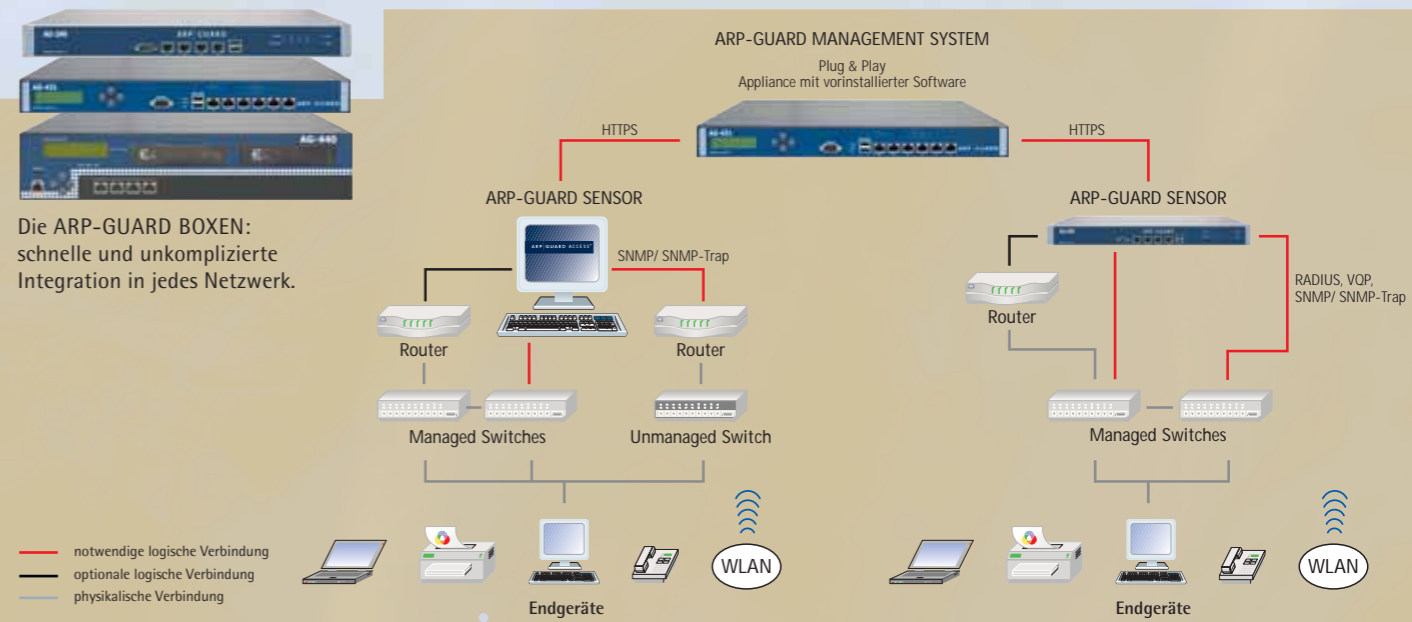 AG-440
Die ARP-GUARD BOXEN:
schnelle und unkomplizierte
Integration in jedes Netzwerk.
ARP-GUARD MANAGEMENT SYSTEM
Plug & Play
Appliance mit vorinstallierter Software
HTTPS
HTTPS
ARP-GUARD SENSOR
ARP-GUARD SENSOR
ARP-GUARD ACCESS
SNMP/ SNMP-Trap
RADIUS, VQP,
SNMP/ SNMP-Trap
Router
Router
Router
Managed Switches
Unmanaged Switch
Managed Switches
WLAN
WLAN
Endgeräte
Endgeräte
notwendige logische Verbindung
optionale logische Verbindung
physikalische Verbindung